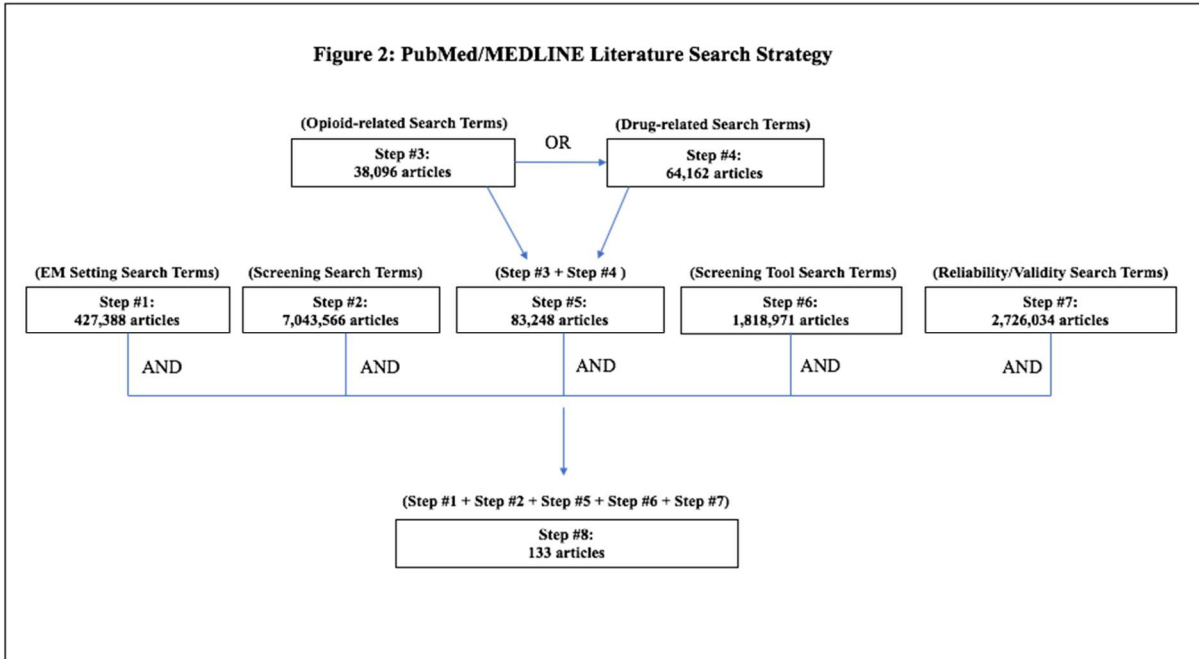 Figure 2: PubMed/MEDLINE Literature Search Strategy
(Opioid-related Search Terms)
(Drug-related Search Terms)
Step #3:
38,096 articles
OR
Step #4:
64,162 articles
(EM Setting Search Terms)
(Screening Search Terms)
(Step #3 + Step #4 )
(Screening Tool Search Terms)
(Reliability/Validity Search Terms)
Step #1:
427,388 articles
Step #2:
7,043,566 articles
Step #5:
83,248 articles
Step #6:
1,818,971 articles
Step #7:
2,726,034 articles
AND
AND
AND
AND
AND
(Step #1 + Step #2 + Step #5 + Step #6 + Step #7)
Step #8:
133 articles